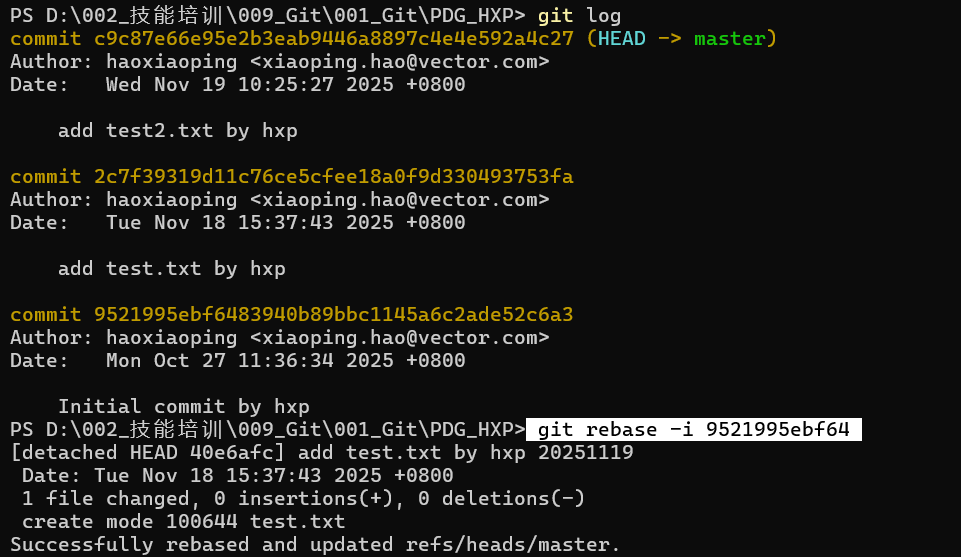 PS D:\002_技能培训\009_Git\001_Git\PDG_HXP> git log
commit c9c87e66e95e2b3eab9446a8897c4e4e592a4c27 (HEAD -> master)
Author: haoxiaoping <xiaoping.hao@vector.com>
Date:   Wed Nov 19 10:25:27 2025 +0800
    add test2.txt by hxp
commit 2c7f39319d11c76ce5cfee18a0f9d330493753fa
Author: haoxiaoping <xiaoping.hao@vector.com>
Date:   Tue Nov 18 15:37:43 2025 +0800
    add test.txt by hxp
commit 9521995ebf6483940b89bbc1145a6c2ade52c6a3
Author: haoxiaoping <xiaoping.hao@vector.com>
Date:   Mon Oct 27 11:36:34 2025 +0800
    Initial commit by hxp
PS D:\002_技能培训\009_Git\001_Git\PDG_HXP> git rebase -i 9521995ebf64
[detached HEAD 40e6afc] add test.txt by hxp 20251119
 Date: Tue Nov 18 15:37:43 2025 +0800
 1 file changed, 0 insertions(+), 0 deletions(-)
 create mode 100644 test.txt
Successfully rebased and updated refs/heads/master.